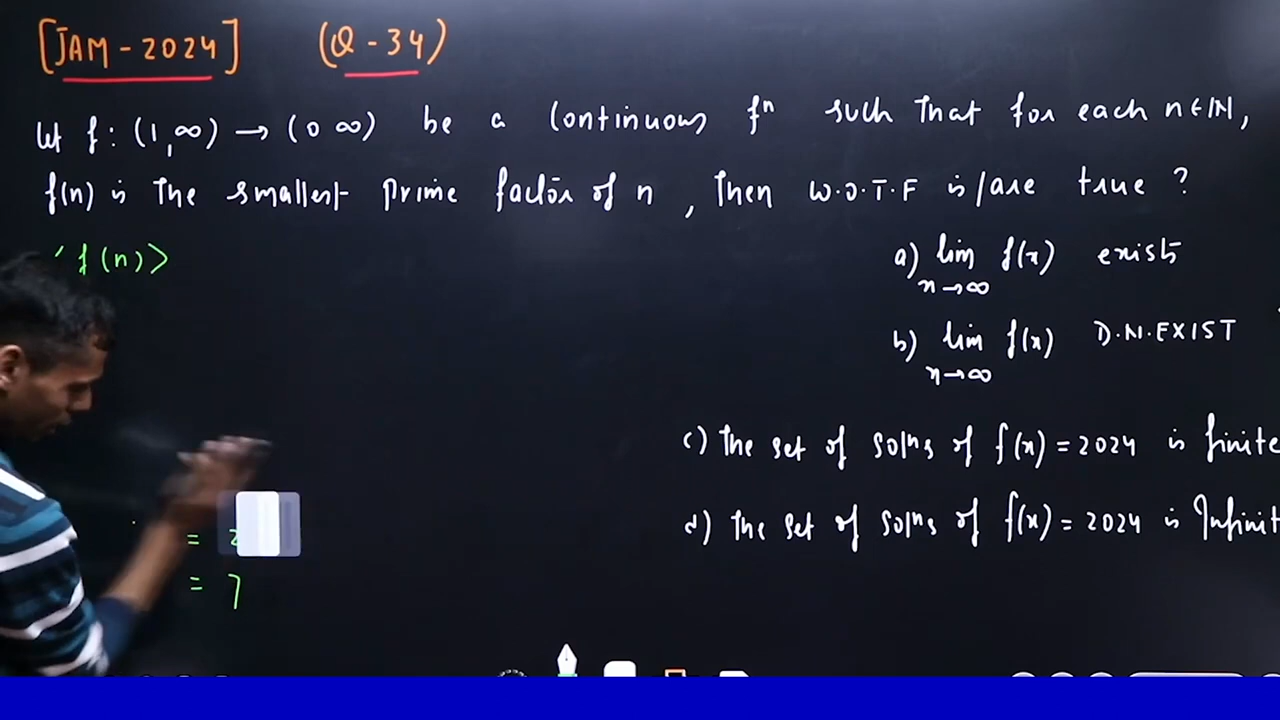 [JAM - 2024] (Q - 34)
Let f : (1, ∞) → (0 ∞) be a continuous fⁿ such that for each n∈IN,
f(n) is the smallest prime factor of n , Then W.O.T.F is/are true ?
f(n)>
a) lim f(x) exists
x→∞
b) lim f(x) D.N.EXIST
x→∞
c) The set of solⁿs of f(x) = 2024 is finite
d) The set of solⁿs of f(x) = 2024 is Infinit
=
= 7